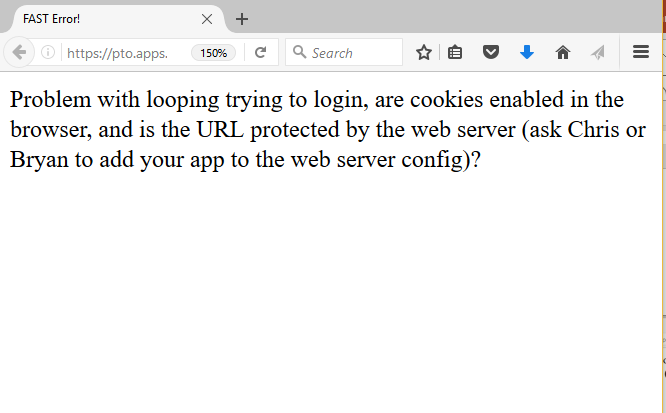 FAST Error!
https://pto.apps.
150%
Search
Problem with looping trying to login, are cookies enabled in the
browser, and is the URL protected by the web server (ask Chris or
Bryan to add your app to the web server config)?